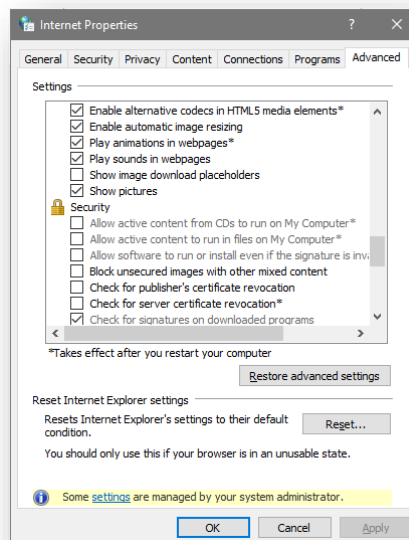 Internet Properties
General Security Privacy Content Connections Programs Advanced
Settings
Enable alternative codecs in HTML5 media elements*
Enable automatic image resizing
Play animations in webpages*
Play sounds in webpages
Show image download placeholders
Show pictures
Security
Allow active content from CDs to run on My Computer*
Allow active content to run in files on My Computer*
Allow software to run or install even if the signature is inva
Block unsecured images with other mixed content
Check for publisher's certificate revocation
Check for server certificate revocation*
Check for signatures on downloaded programs
*Takes effect after you restart your computer
Restore advanced settings
Reset Internet Explorer settings
Resets Internet Explorer's settings to their default
condition.
Reset...
You should only use this if your browser is in an unusable state.
Some settings are managed by your system administrator.
OK Cancel Apply